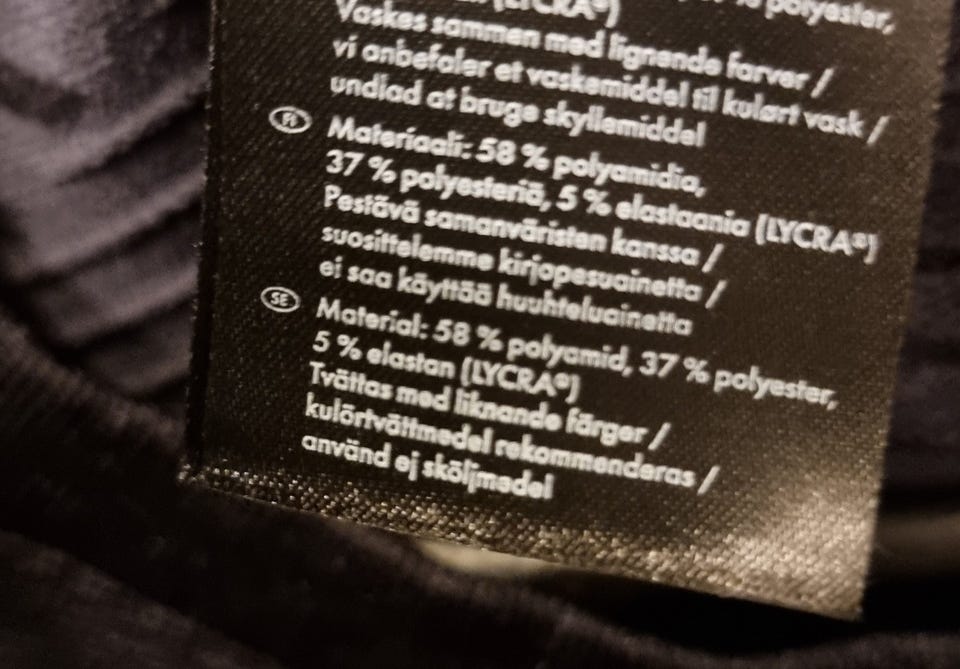 (LYCRA®) % polyester,
Vaskes sammen med lignende farver /
vi anbefaler et vaskemiddel til kulørt vask /
undlad at bruge skyllemiddel
FI Materiaali: 58 % polyamidia,
37 % polyesteriä, 5 % elastaania (LYCRA®)
Pestävä samanväristen kanssa /
suosittelemme kirjopesuainetta /
ei saa käyttää huuhteluainetta
SE Material: 58 % polyamid, 37 % polyester,
5 % elastan (LYCRA®)
Tvättas med liknande färger /
kulörtvättmedel rekommenderas /
använd ej sköljmedel